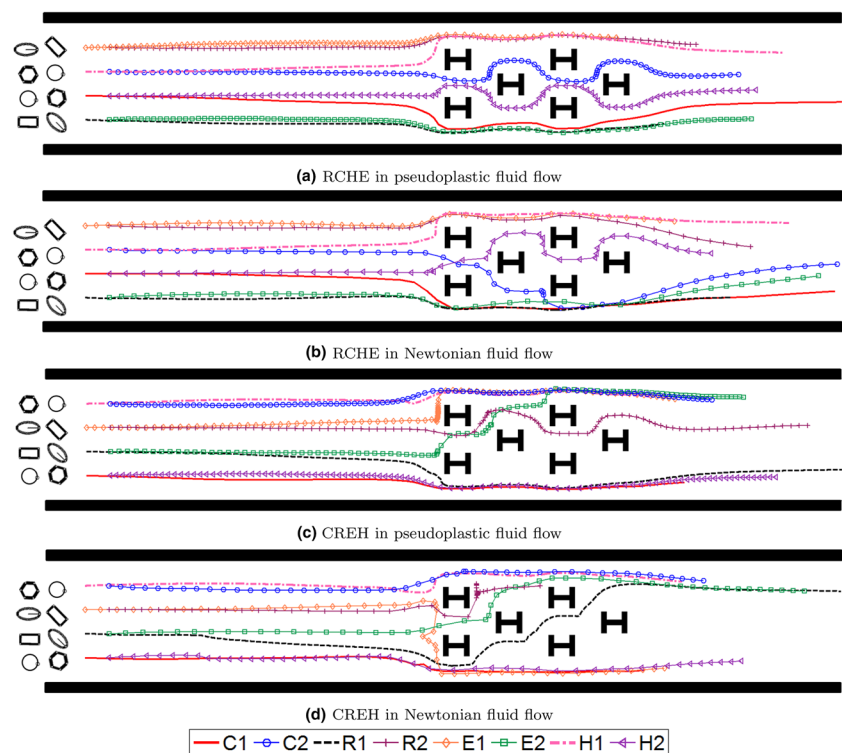 (a) RCHE in pseudoplastic fluid flow
(b) RCHE in Newtonian fluid flow
(c) CREH in pseudoplastic fluid flow
(d) CREH in Newtonian fluid flow
C1 C2 R1 R2 E1 E2 H1 H2